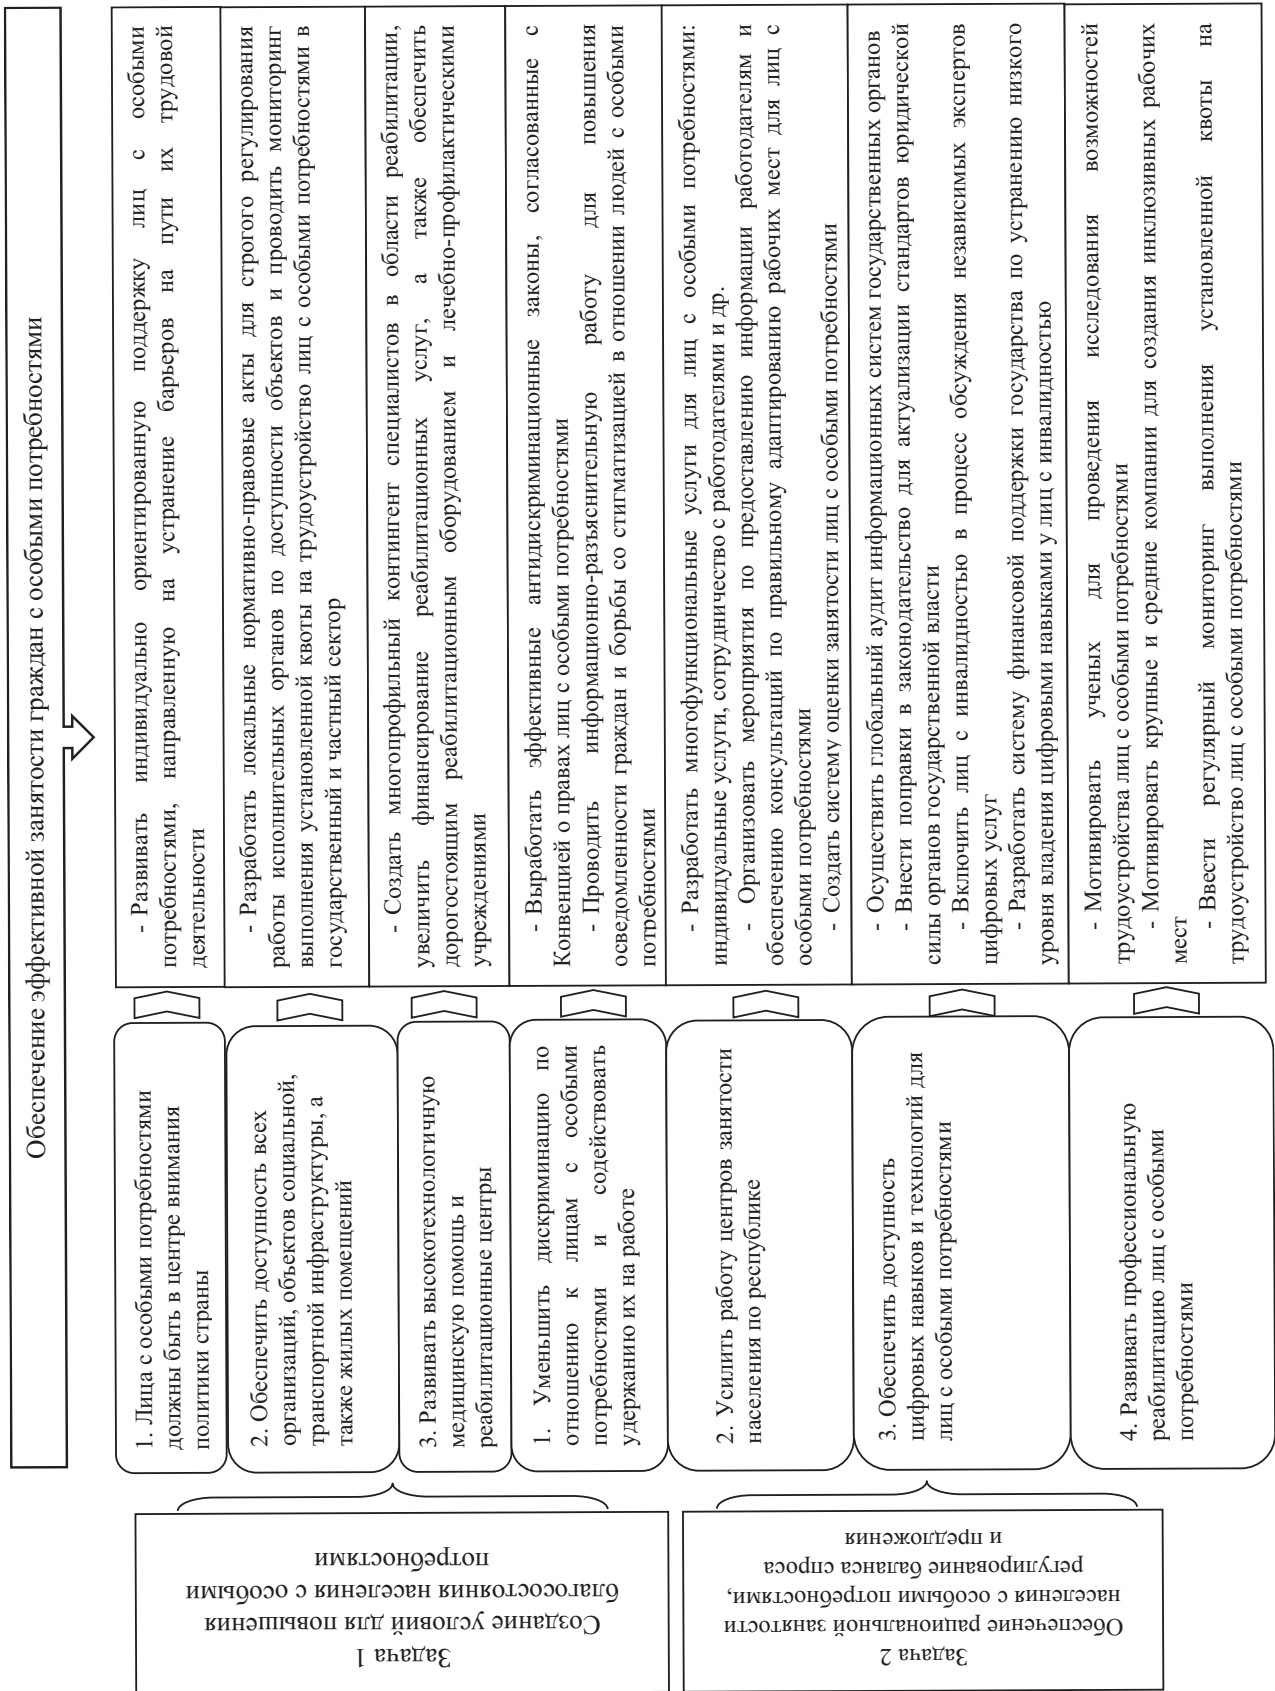 Обеспечение эффективной занятости граждан с особыми потребностями
Задача 1
Создание условий для повышения
благосостояния населения с особыми
потребностями
1. Лица с особыми потребностями
должны быть в центре внимания
политики страны
- Развивать индивидуально ориентированную поддержку лиц с особыми
потребностями, направленную на устранение барьеров на пути их трудовой
деятельности
2. Обеспечить доступность всех
организаций, объектов социальной,
транспортной инфраструктуры, а
также жилых помещений
- Разработать локальные нормативно-правовые акты для строгого регулирования
работы исполнительных органов по доступности объектов и проводить мониторинг
выполнения установленной квоты на трудоустройство лиц с особыми потребностями в
государственный и частный сектор
3. Развивать высокотехнологичную
медицинскую помощь и
реабилитационные центры
- Создать многопрофильный контингент специалистов в области реабилитации,
увеличить финансирование реабилитационных услуг, а также обеспечить
дорогостоящим реабилитационным оборудованием и лечебно-профилактическими
учреждениями
1. Уменьшить дискриминацию по
отношению к лицам с особыми
потребностями и содействовать
удержанию их на работе
- Выработать эффективные антидискриминационные законы, согласованные с
Конвенцией о правах лиц с особыми потребностями
- Проводить информационно-разъяснительную работу для повышения
осведомленности граждан и борьбы со стигматизацией в отношении людей с особыми
потребностями
Задача 2
Обеспечение рациональной занятости
населения с особыми потребностями,
регулирование баланса спроса
и предложения
2. Усилить работу центров занятости
населения по республике
- Разработать многофункциональные услуги для лиц с особыми потребностями:
индивидуальные услуги, сотрудничество с работодателями и др.
- Организовать мероприятия по предоставлению информации работодателям и
обеспечению консультаций по правильному адаптированию рабочих мест для лиц с
особыми потребностями
- Создать систему оценки занятости лиц с особыми потребностями
3. Обеспечить доступность
цифровых навыков и технологий для
лиц с особыми потребностями
- Осуществить глобальный аудит информационных систем государственных органов
- Внести поправки в законодательство для актуализации стандартов юридической
силы органов государственной власти
- Включить лиц с инвалидностью в процесс обсуждения независимых экспертов
цифровых услуг
- Разработать систему финансовой поддержки государства по устранению низкого
уровня владения цифровыми навыками у лиц с инвалидностью
4. Развивать профессиональную
реабилитацию лиц с особыми
потребностями
- Мотивировать ученых для проведения исследования возможностей
трудоустройства лиц с особыми потребностями
- Мотивировать крупные и средние компании для создания инклюзивных рабочих
мест
- Ввести регулярный мониторинг выполнения установленной квоты на
трудоустройство лиц с особыми потребностями